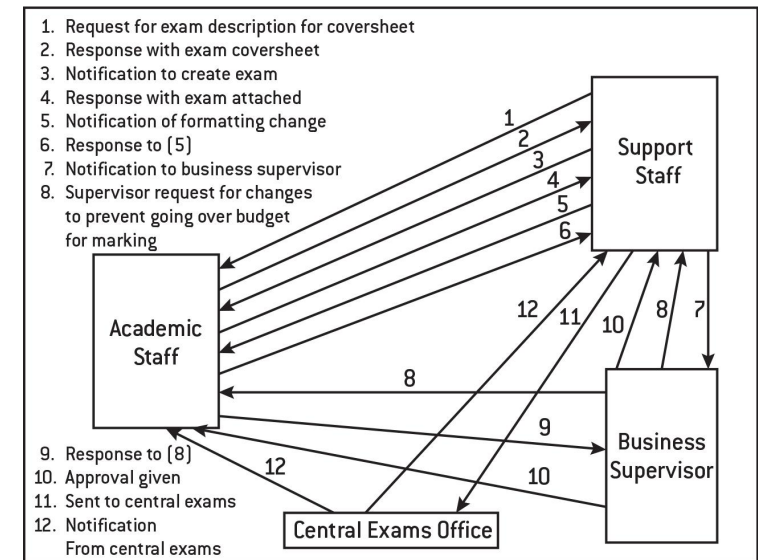 1. Request for exam description for coversheet
2. Response with exam coversheet
3. Notification to create exam
4. Response with exam attached
5. Notification of formatting change
6. Response to (5)
7. Notification to business supervisor
8. Supervisor request for changes
to prevent going over budget
for marking
1
2
3
4
5
6
Support
Staff
Academic
Staff
12
11
10
8
7
8
9
10
12
Business
Supervisor
9. Response to (8)
10. Approval given
11. Sent to central exams
12. Notification
From central exams
Central Exams Office